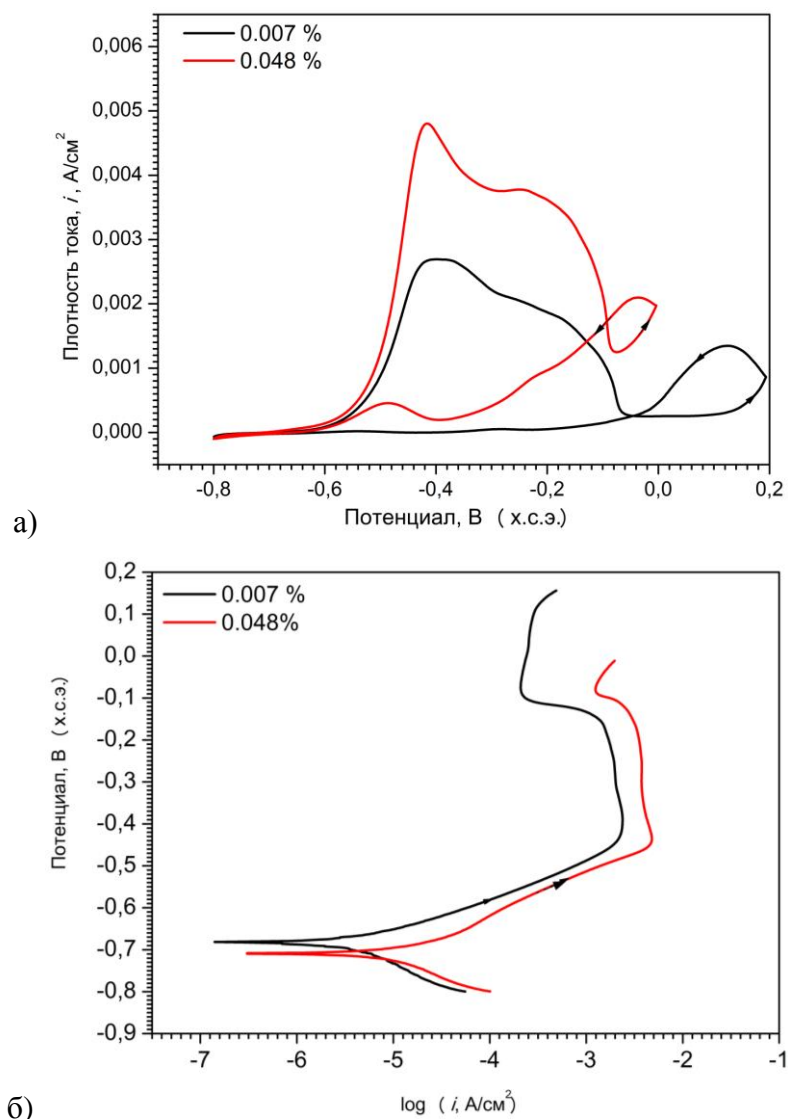 0.007 %
0.048 %
0,006
0,005
0,004
0,003
0,002
0,001
0,000
Плотность тока, i, А/см²
-0,8 -0,6 -0,4 -0,2 0,0 0,2
Потенциал, В ( х.с.э.)
а)
0.007 %
0.048%
0,2
0,1
0,0
-0,1
-0,2
-0,3
-0,4
-0,5
-0,6
-0,7
-0,8
-0,9
Потенциал, В ( х.с.э.)
-7 -6 -5 -4 -3 -2 -1
log ( i, А/см²)
б)